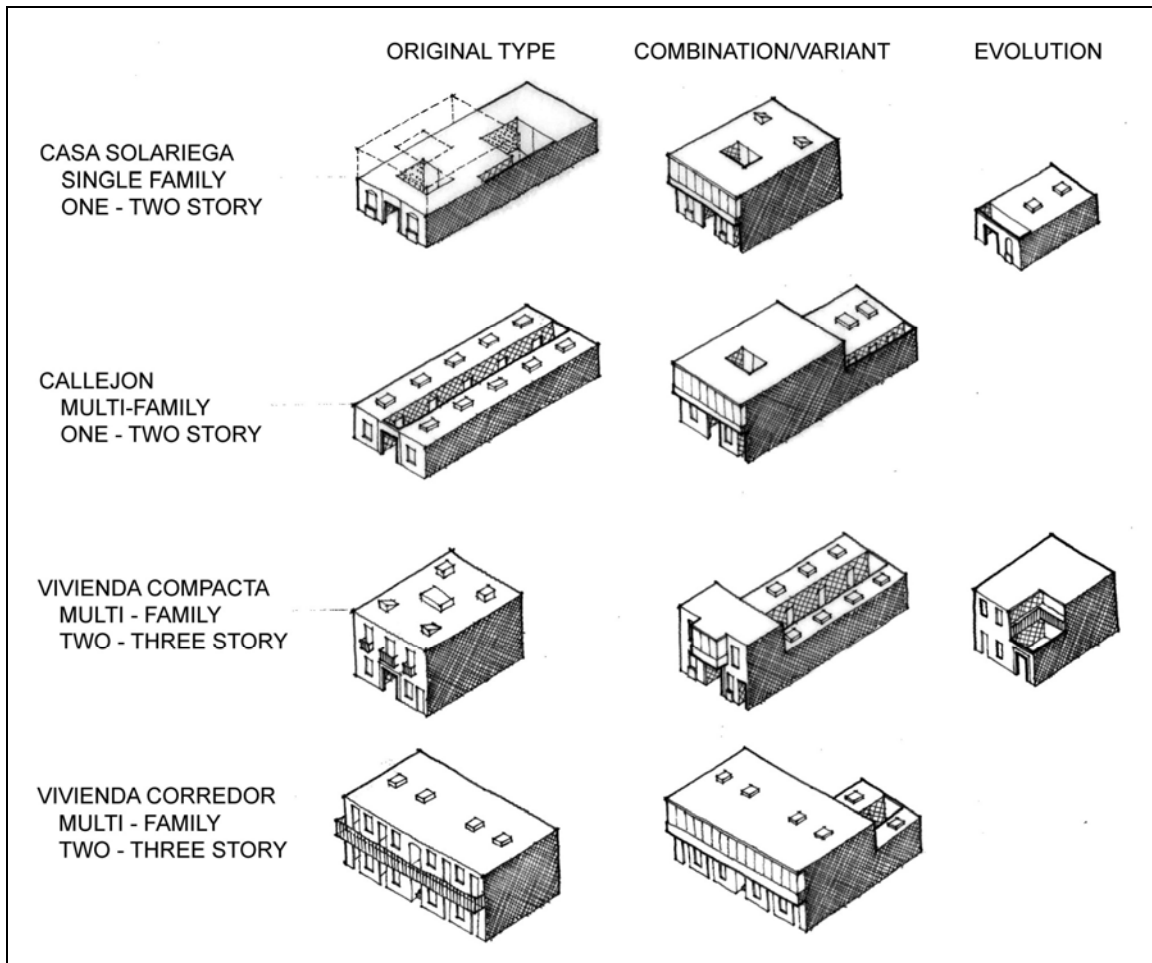 ORIGINAL TYPE
COMBINATION/VARIANT
EVOLUTION
CASA SOLARIEGA
SINGLE FAMILY
ONE - TWO STORY
CALLEJON
MULTI-FAMILY
ONE - TWO STORY
VIVIENDA COMPACTA
MULTI - FAMILY
TWO - THREE STORY
VIVIENDA CORREDOR
MULTI - FAMILY
TWO - THREE STORY